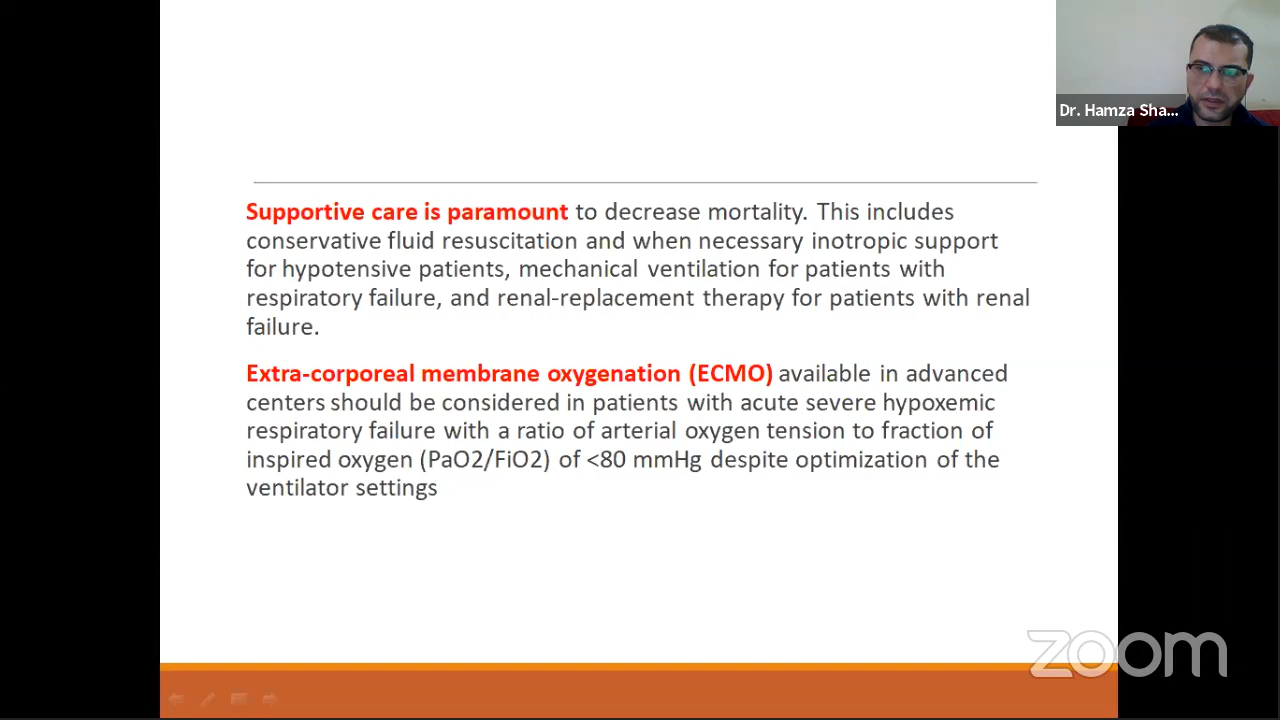 Dr. Hamza Sha...
Supportive care is paramount to decrease mortality. This includes
conservative fluid resuscitation and when necessary inotropic support
for hypotensive patients, mechanical ventilation for patients with
respiratory failure, and renal-replacement therapy for patients with renal
failure.
Extra-corporeal membrane oxygenation (ECMO) available in advanced
centers should be considered in patients with acute severe hypoxemic
respiratory failure with a ratio of arterial oxygen tension to fraction of
inspired oxygen (PaO2/FiO2) of <80 mmHg despite optimization of the
ventilator settings
zoom